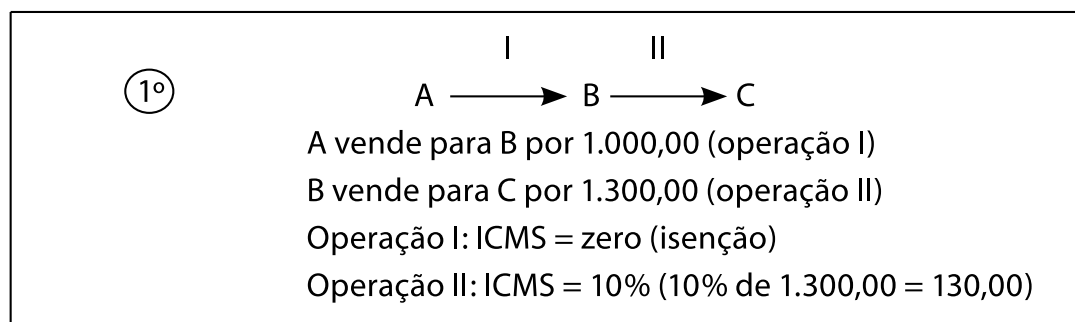 I II
1º A B C
A vende para B por 1.000,00 (operação I)
B vende para C por 1.300,00 (operação II)
Operação I: ICMS = zero (isenção)
Operação II: ICMS = 10% (10% de 1.300,00 = 130,00)